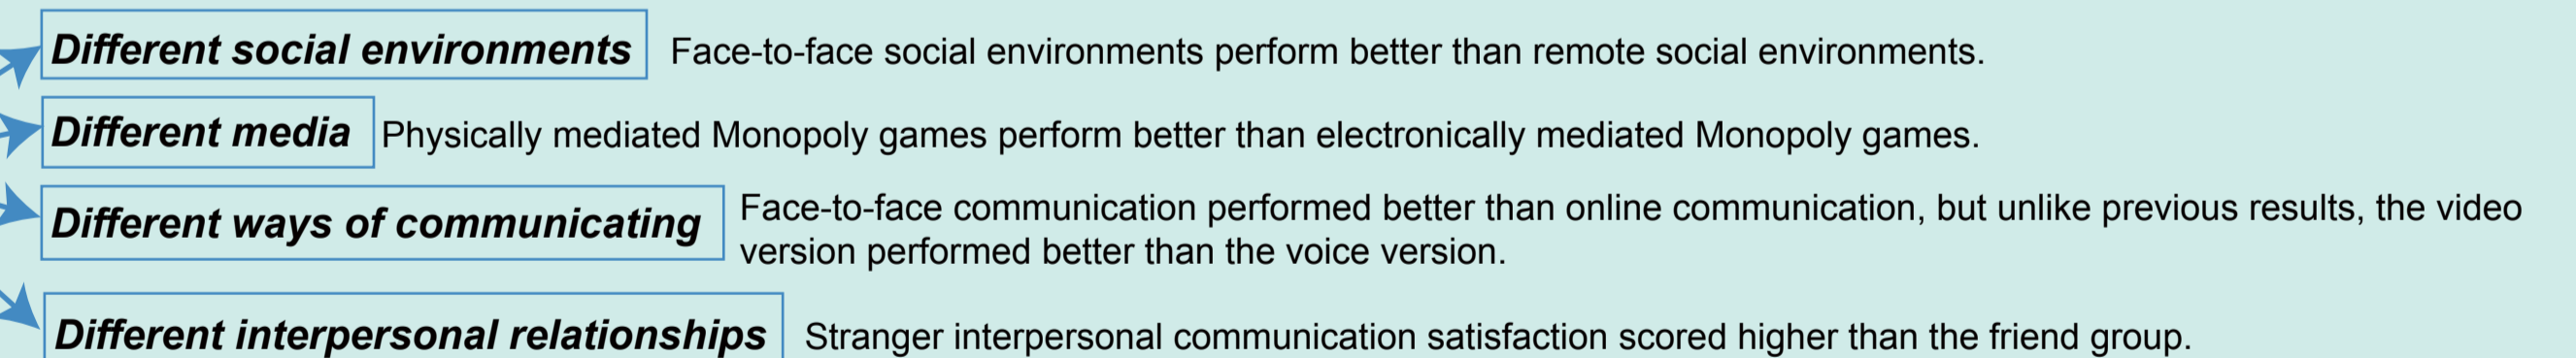 Different social environments Face-to-face social environments perform better than remote social environments.
Different media Physically mediated Monopoly games perform better than electronically mediated Monopoly games.
Different ways of communicating Face-to-face communication performed better than online communication, but unlike previous results, the video
version performed better than the voice version.
Different interpersonal relationships Stranger interpersonal communication satisfaction scored higher than the friend group.